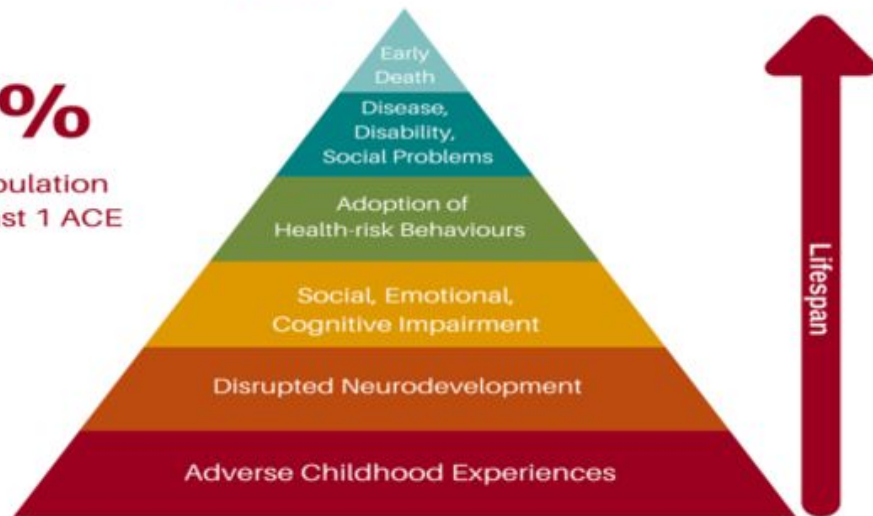 %
st 1 ACE
Early
Death
Disease,
Disability,
Social Problems
Adoption of
Health-risk Behaviours
Social, Emotional,
Cognitive Impairment
Disrupted Neurodevelopment
Adverse Childhood Experiences
Lifespan